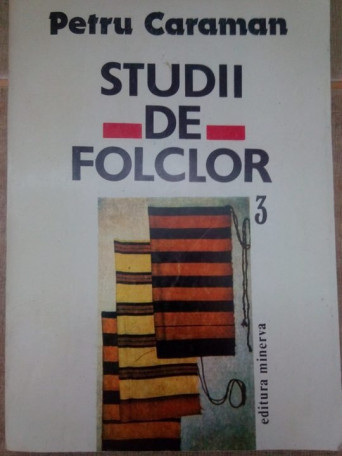 Petru Caraman
STUDII
DE
FOLCLOR
3
editura minerva